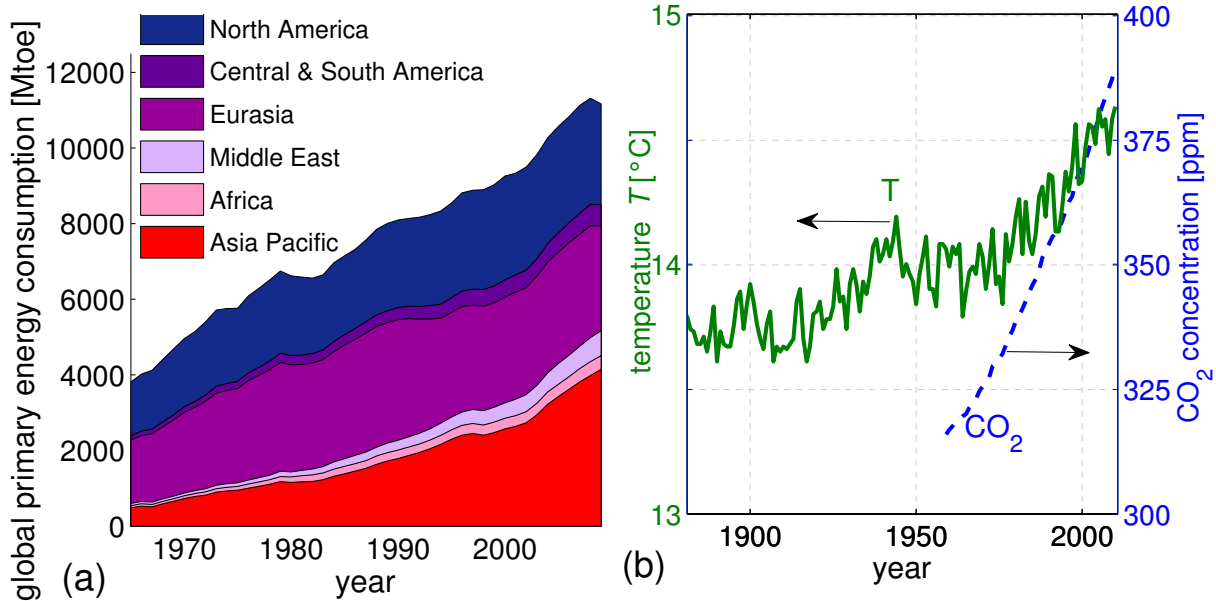 global primary energy consumption [Mtoe]
12000
10000
8000
6000
4000
2000
0
North America
Central & South America
Eurasia
Middle East
Africa
Asia Pacific
1970
1980
1990
2000
year
(a)
temperature T [°C]
15
14
13
T
CO₂
400
375
350
325
300
CO₂ concentration [ppm]
1900
1950
2000
year
(b)